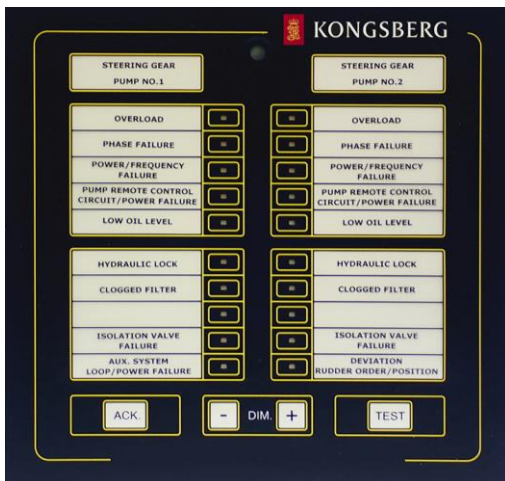 KONGSBERG
STEERING GEAR
PUMP NO.1
OVERLOAD
PHASE FAILURE
POWER/FREQUENCY
FAILURE
PUMP REMOTE CONTROL
CIRCUIT/POWER FAILURE
LOW OIL LEVEL
HYDRAULIC LOCK
CLOGGED FILTER
ISOLATION VALVE
FAILURE
AUX. SYSTEM
LOOP/POWER FAILURE
STEERING GEAR
PUMP NO.2
OVERLOAD
PHASE FAILURE
POWER/FREQUENCY
FAILURE
PUMP REMOTE CONTROL
CIRCUIT/POWER FAILURE
LOW OIL LEVEL
HYDRAULIC LOCK
CLOGGED FILTER
ISOLATION VALVE
FAILURE
DEVIATION
RUDDER ORDER/POSITION
ACK.
- DIM. +
TEST